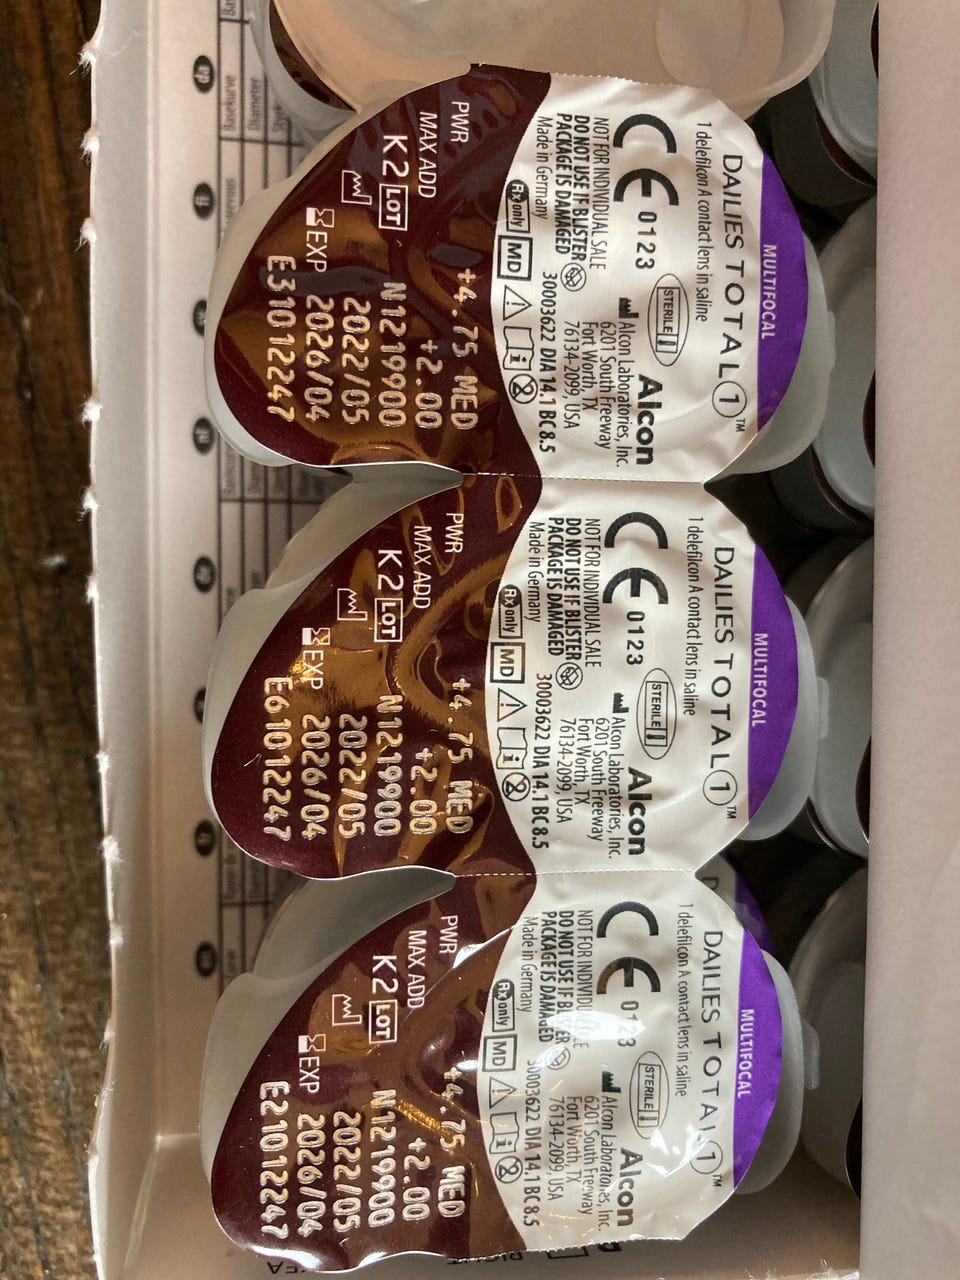 MULTIFOCAL
DAILIES TOTAL 1™
1 delefilcon A contact lens in saline
STERILE
Alcon
CE 0123
Alcon Laboratories, Inc.
6201 South Freeway
Fort Worth, TX
76134-2099, USA
NOT FOR INDIVIDUAL SALE
DO NOT USE IF BLISTER
PACKAGE IS DAMAGED
Made in Germany
30003622 DIA 14.1 BC 8.5
Rx only MD
PWR +4.75 MED
MAX ADD +2.00
K2 LOT N1219900
2022/05
EXP 2026/04
E31012247
MULTIFOCAL
DAILIES TOTAL 1™
1 delefilcon A contact lens in saline
STERILE
Alcon
CE 0123
Alcon Laboratories, Inc.
6201 South Freeway
Fort Worth, TX
76134-2099, USA
NOT FOR INDIVIDUAL SALE
DO NOT USE IF BLISTER
PACKAGE IS DAMAGED
Made in Germany
30003622 DIA 14.1 BC 8.5
Rx only MD
PWR +4.75 MED
MAX ADD +2.00
K2 LOT N1219900
2022/05
EXP 2026/04
E61012247
MULTIFOCAL
DAILIES TOTAL 1™
1 delefilcon A contact lens in saline
STERILE
Alcon
CE 0123
Alcon Laboratories, Inc.
6201 South Freeway
Fort Worth, TX
76134-2099, USA
NOT FOR INDIVIDUAL SALE
DO NOT USE IF BLISTER
PACKAGE IS DAMAGED
Made in Germany
30003622 DIA 14.1 BC 8.5
Rx only MD
PWR +4.75 MED
MAX ADD +2.00
K2 LOT N1219900
2022/05
EXP 2026/04
E21012247
Basekurve